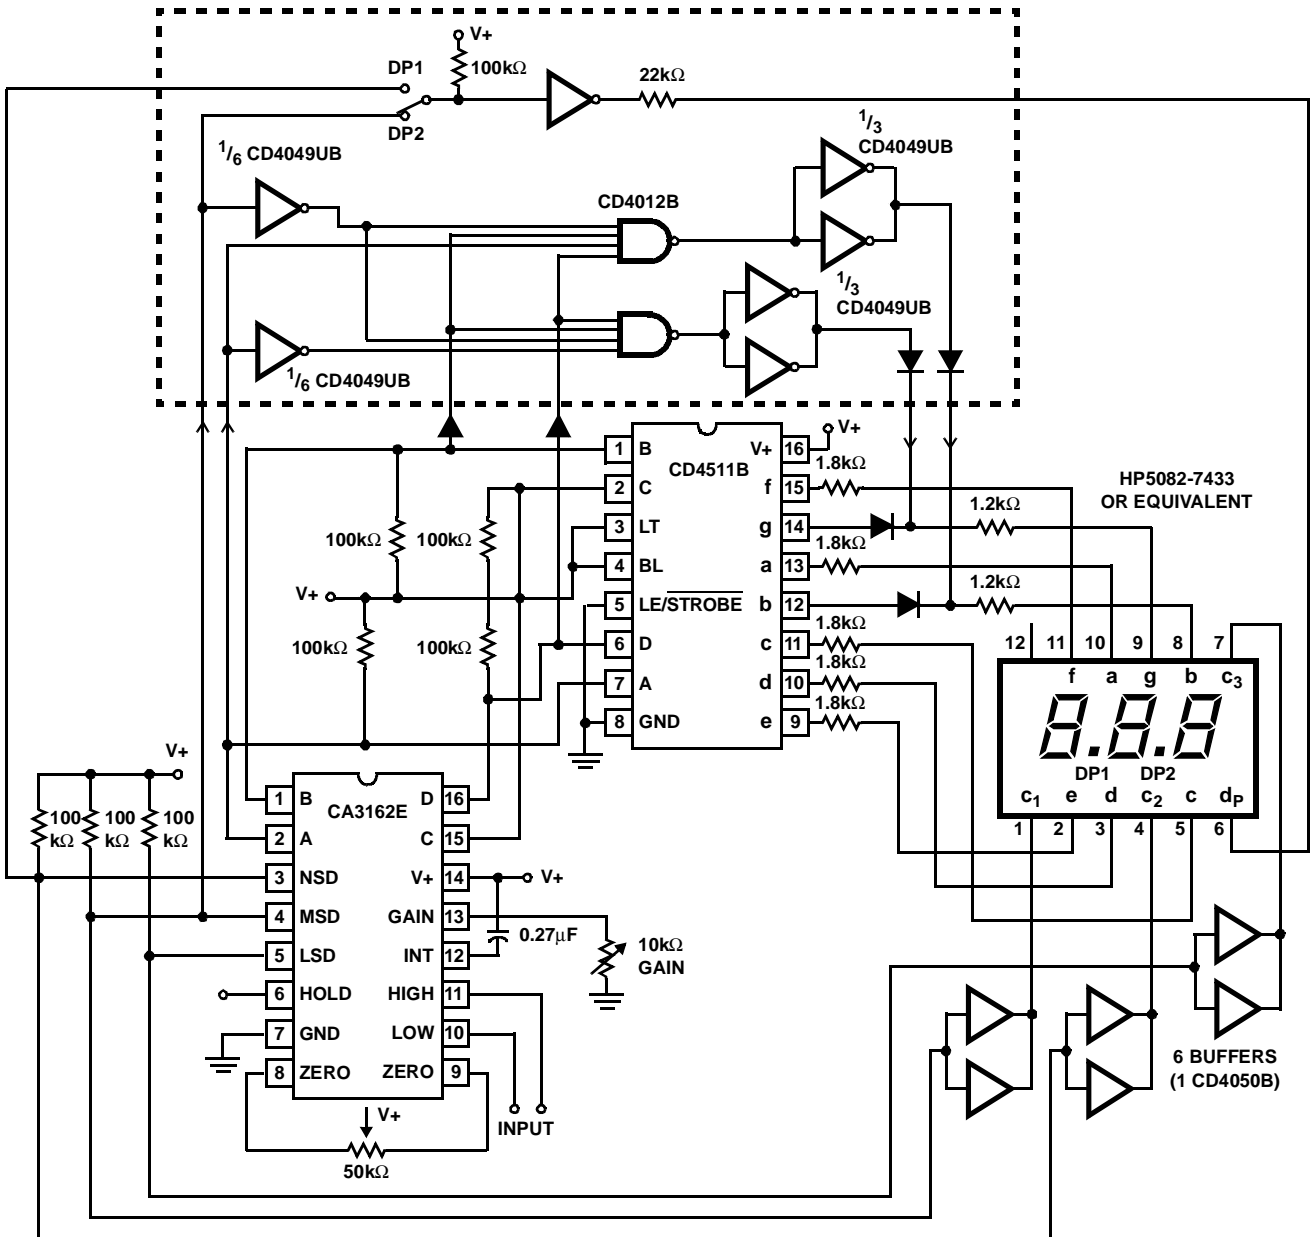 V+
DP1
100kΩ
22kΩ
DP2
1/6 CD4049UB
1/3
CD4049UB
CD4012B
1/3
CD4049UB
1/6 CD4049UB
CD4511B
1 B
2 C
3 LT
4 BL
5 LE/STROBE
6 D
7 A
8 GND
V+ 16
f 15
g 14
a 13
b 12
c 11
d 10
e 9
V+
1.8kΩ
1.8kΩ
1.8kΩ
1.8kΩ
1.8kΩ
1.2kΩ
1.2kΩ
HP5082-7433
OR EQUIVALENT
100kΩ
100kΩ
V+
100kΩ
100kΩ
12 11 10 9 8 7
f a g b c3
8.8.8
DP1 DP2
c1 e d c2 c dP
1 2 3 4 5 6
V+
100
kΩ
100
kΩ
100
kΩ
CA3162E
1 B
2 A
3 NSD
4 MSD
5 LSD
6 HOLD
7 GND
8 ZERO
D 16
C 15
V+ 14
GAIN 13
INT 12
HIGH 11
LOW 10
ZERO 9
V+
0.27μF
10kΩ
GAIN
V+
50kΩ
INPUT
6 BUFFERS
(1 CD4050B)